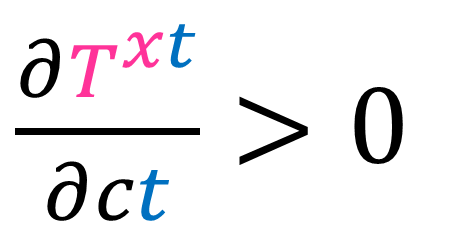 ∂T^{xt}
∂ct > 0